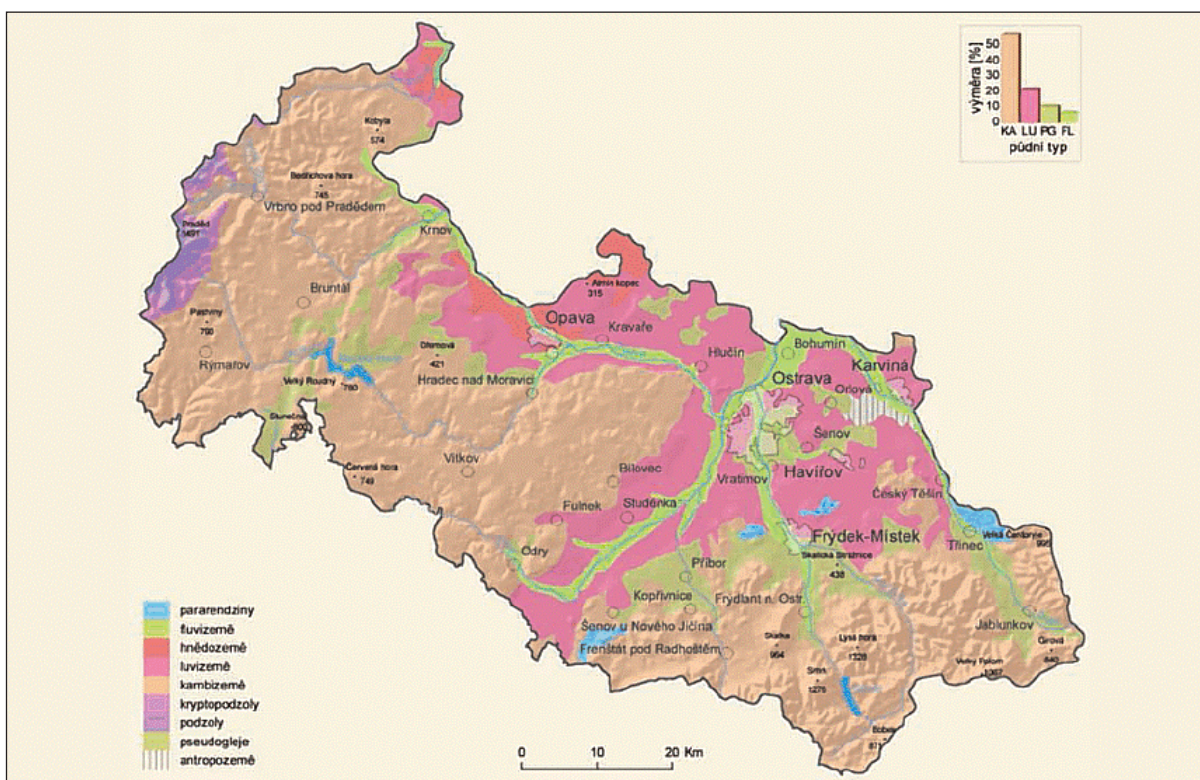 výměra [%]
50
40
30
20
10
0
KA LU PG FL
půdní typ
Kobyla
574
Bedřichova hora
745
Vrbno pod Pradědem
Praděd
1491
Krnov
Bruntál
Pastviny
Rýmařov
Velký Roudný
780
Slunečná
Opava
315
Kravaře
Hlučín
421
Hradec nad Moravicí
Bohumín
Karviná
Ostrava
Orlová
Šenov
Havířov
Vratimov
Český Těšín
Červená hora
749
Vítkov
Bílovec
Studénka
Fulnek
Odry
Frýdek-Místek
Skalická Strážnice
438
Třinec
Velká Čantoryje
995
Příbor
Kopřivnice
Frýdlant n. Ostr.
Šenov u Nového Jičína
Frenštát pod Radhoštěm
Skalka
964
Lysá hora
Smrk
1276
Jablunkov
Girová
840
Velký Polom
1067
871
pararendziny
fluvizemě
hnědozemě
luvizemě
kambizemě
kryptopodzoly
podzoly
pseudogleje
antropozemě
0 10 20 Km